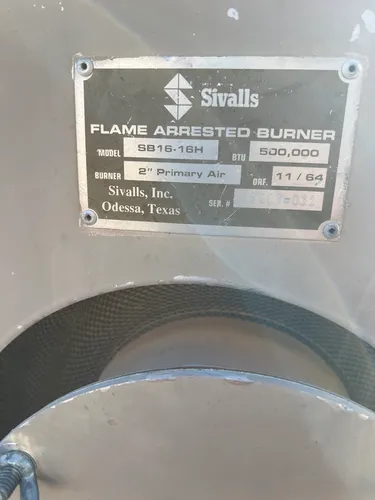 Sivalls
FLAME ARRESTED BURNER
MODEL SB16-16H BTU 500,000
BURNER 2" Primary Air ORF. 11/64
Sivalls, Inc. SER. #
Odessa, Texas